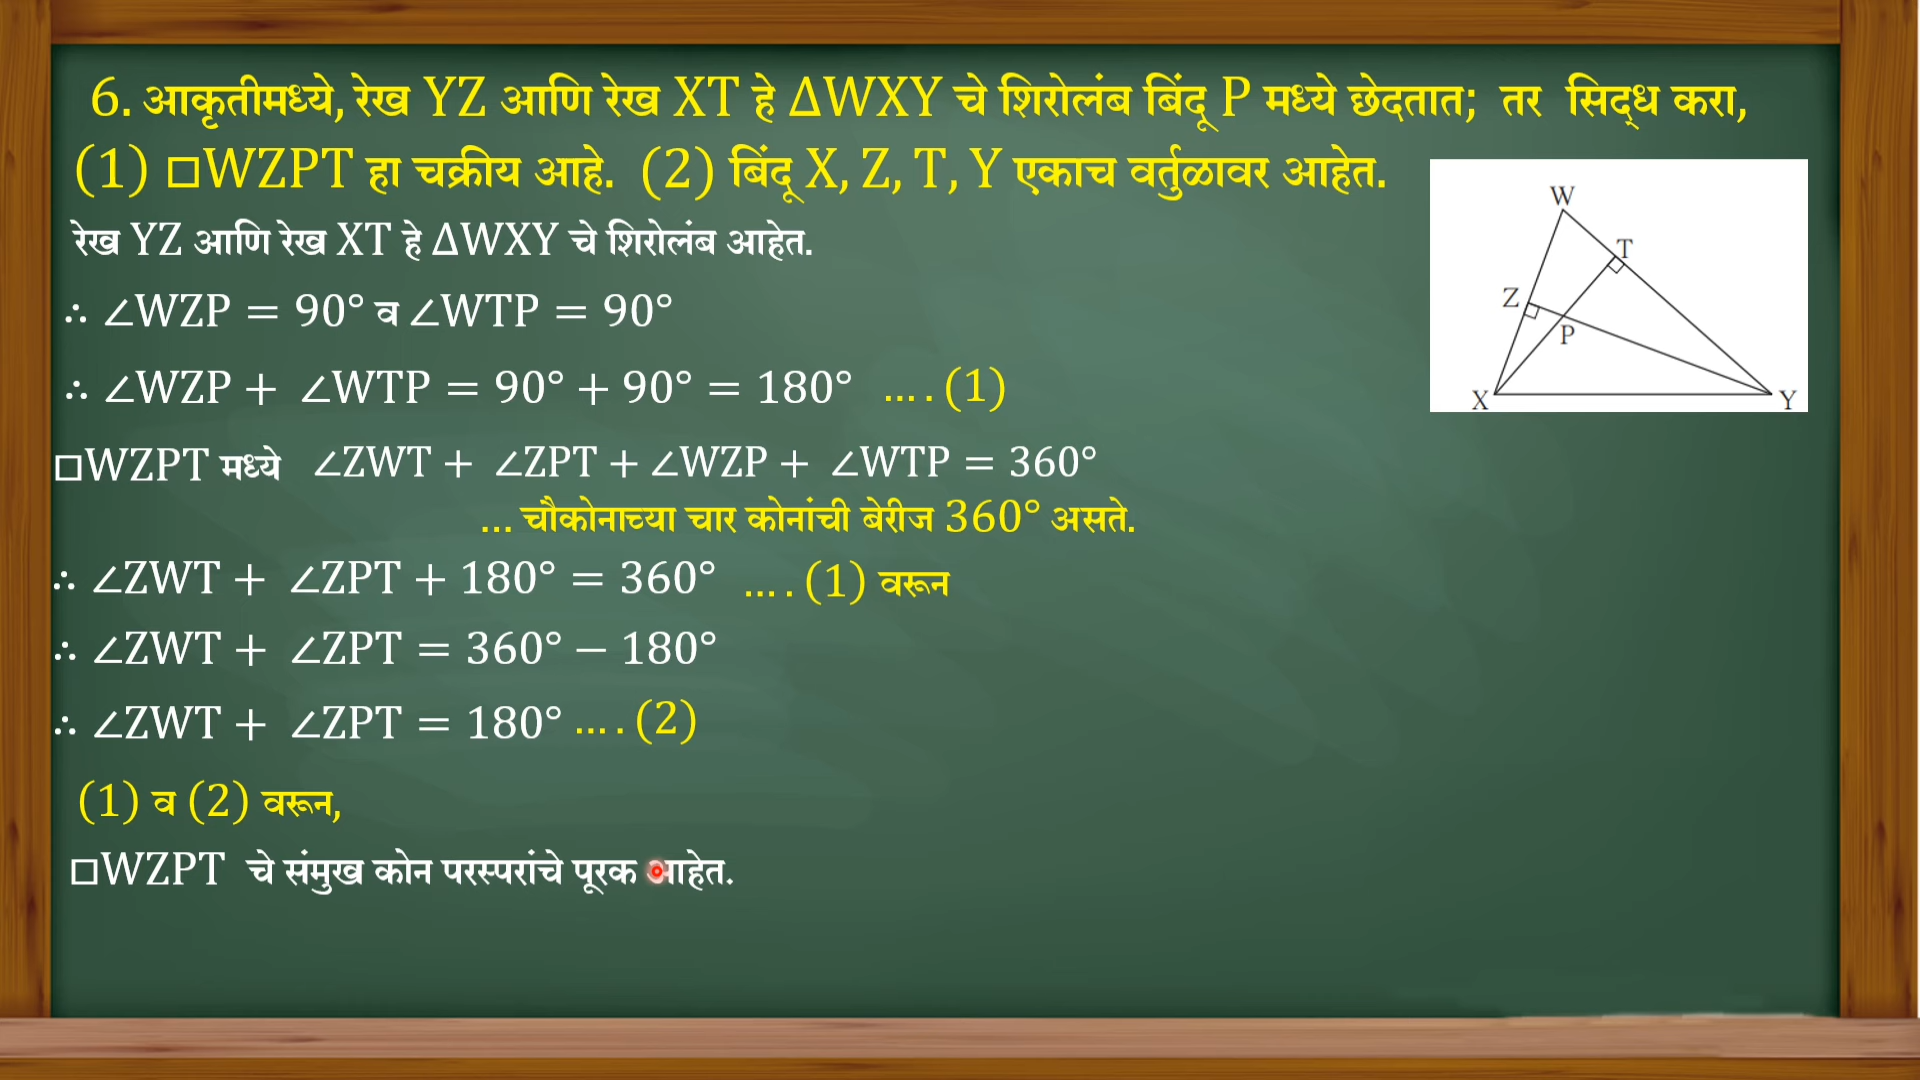 6. आकृतीमध्ये, रेख YZ आणि रेख XT हे ΔWXY चे शिरोलंब बिंदू P मध्ये छेदतात; तर सिद्ध करा,
(1) □WZPT हा चक्रीय आहे. (2) बिंदू X, Z, T, Y एकाच वर्तुळावर आहेत.
रेख YZ आणि रेख XT हे ΔWXY चे शिरोलंब आहेत.
∴ ∠WZP = 90° व ∠WTP = 90°
∴ ∠WZP + ∠WTP = 90° + 90° = 180° ....(1)
□WZPT मध्ये ∠ZWT + ∠ZPT + ∠WZP + ∠WTP = 360°
... चौकोनाच्या चार कोनांची बेरीज 360° असते.
∴ ∠ZWT + ∠ZPT + 180° = 360° ....(1) वरून
∴ ∠ZWT + ∠ZPT = 360° − 180°
∴ ∠ZWT + ∠ZPT = 180° ....(2)
(1) व (2) वरून,
□WZPT चे संमुख कोन परस्परांचे पूरक आहेत.
W
T
Z
P
X Y